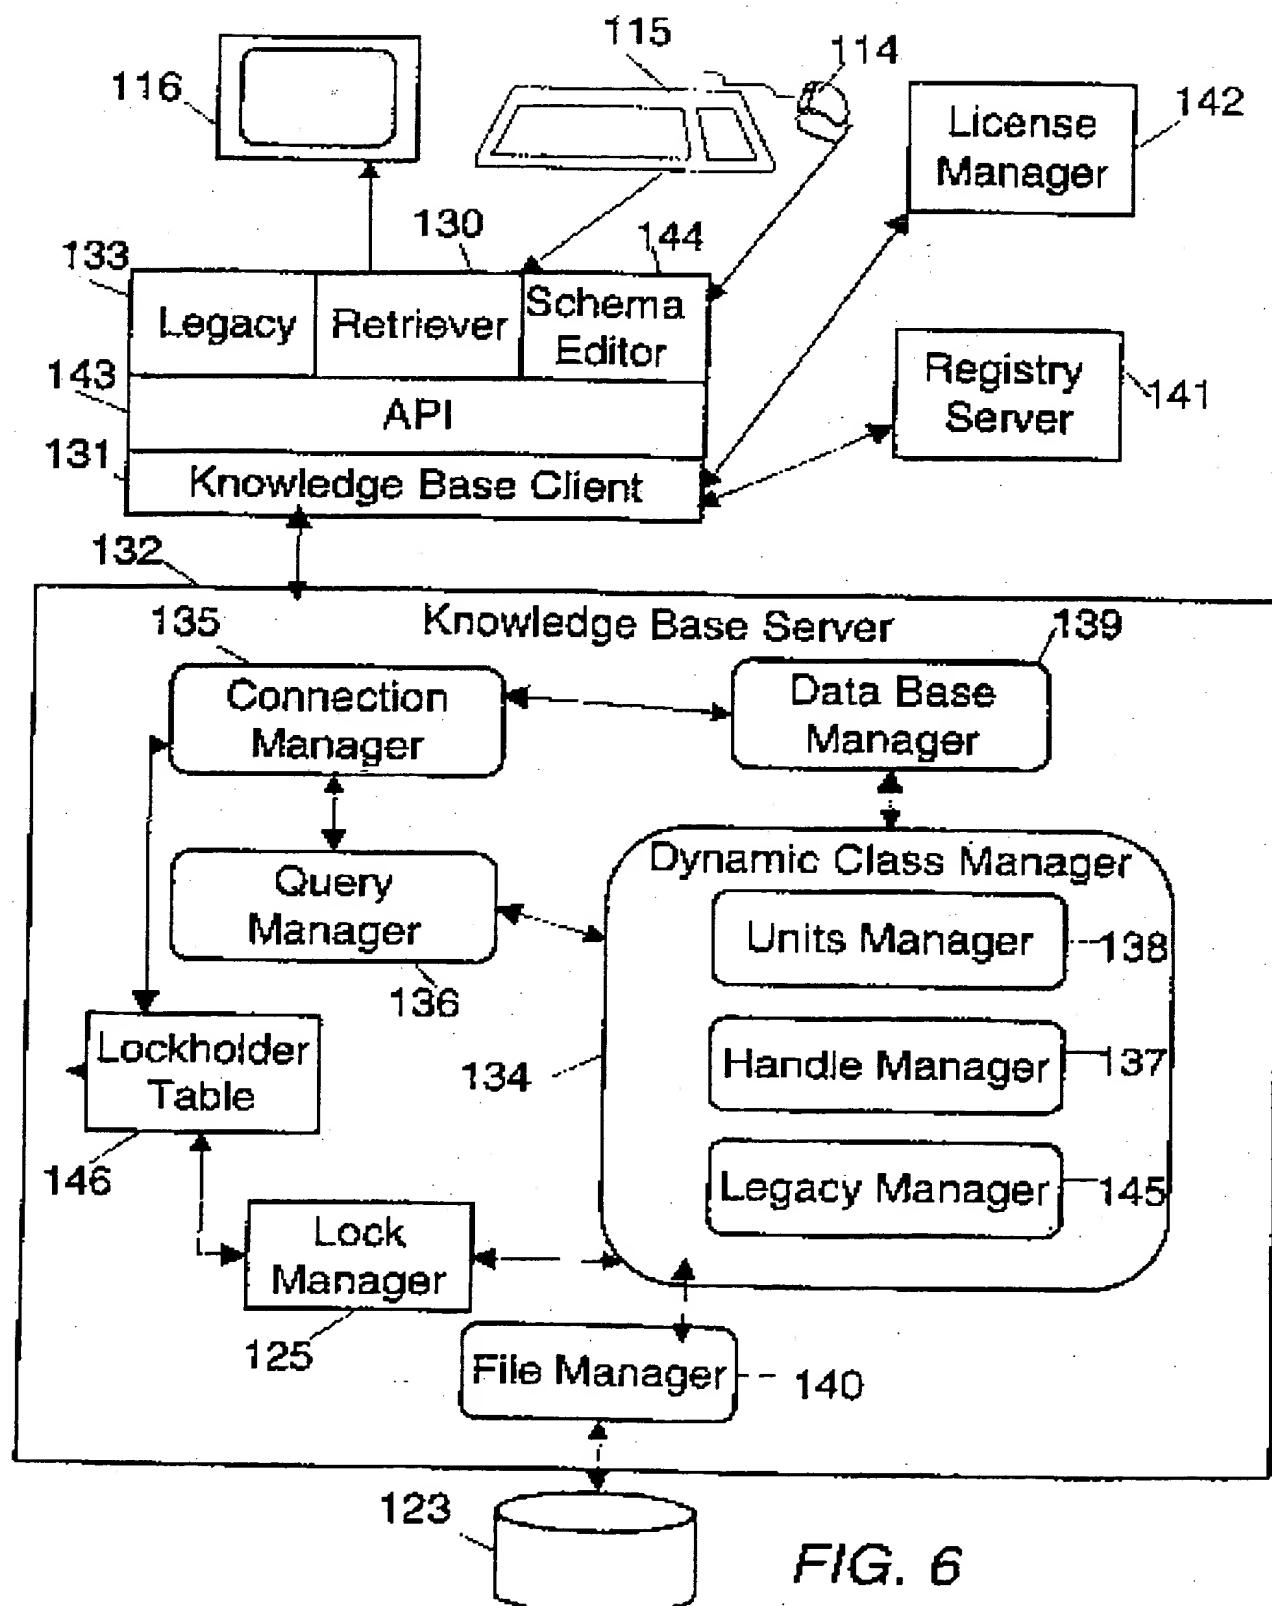 115
114
116
142
License
Manager
130
144
133
Legacy
Retriever
Schema
Editor
143
API
Registry
Server
141
131
Knowledge Base Client
132
Knowledge Base Server
135
139
Connection
Manager
Data Base
Manager
Query
Manager
136
Dynamic Class Manager
Units Manager
138
Lockholder
Table
134
Handle Manager
137
146
Legacy Manager
145
Lock
Manager
125
File Manager
140
123
FIG. 6